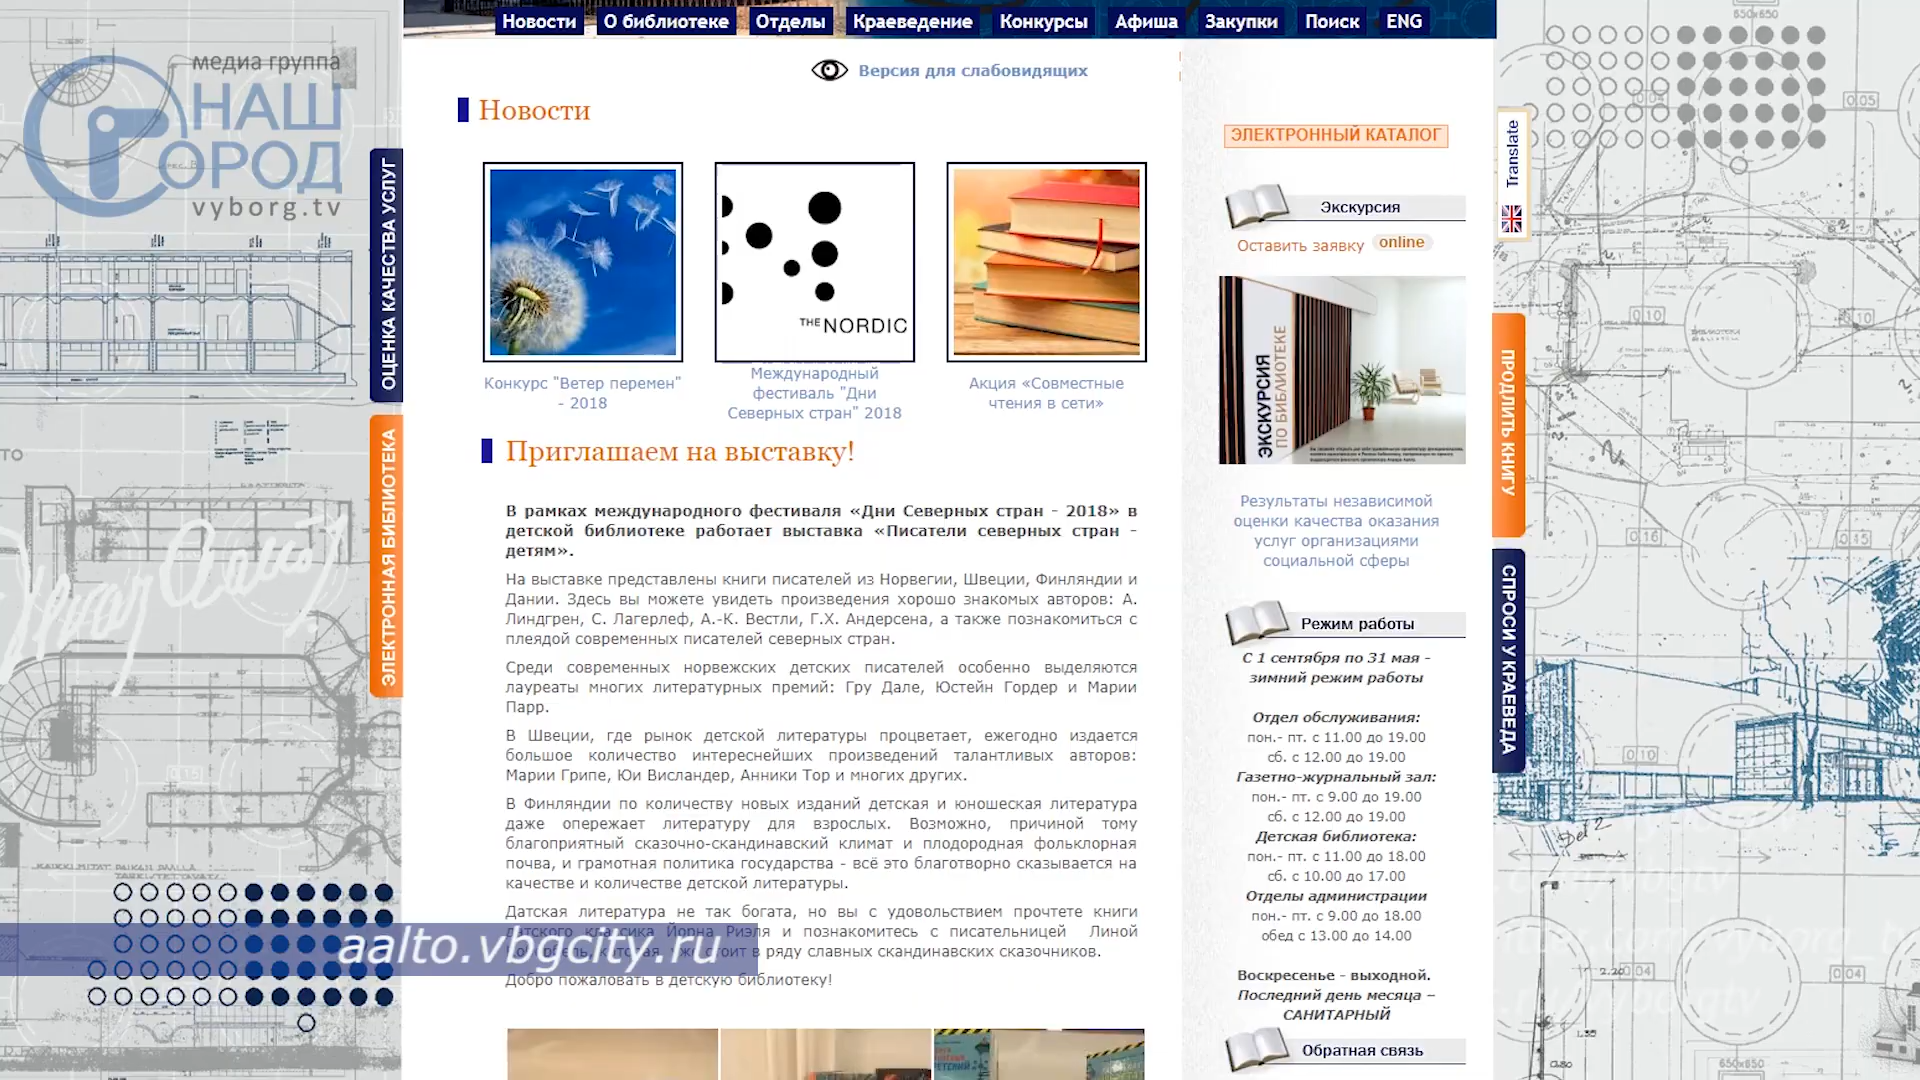 Новости
О библиотеке
Отделы
Краеведение
Конкурсы
Афиша
Закупки
Поиск
ENG
медиа группа
НАШ
ГОРОД
vyborg.tv
Версия для слабовидящих
Новости
THE NORDIC
Конкурс "Ветер перемен"
- 2018
Международный
фестиваль "Дни
Северных стран" 2018
Акция «Совместные
чтения в сети»
Приглашаем на выставку!
В рамках международного фестиваля «Дни Северных стран - 2018» в
детской библиотеке работает выставка «Писатели северных стран -
детям».
На выставке представлены книги писателей из Норвегии, Швеции, Финляндии и
Дании. Здесь вы можете увидеть произведения хорошо знакомых авторов: А.
Линдгрен, С. Лагерлеф, А.-К. Вестли, Г.Х. Андерсена, а также познакомиться с
плеядой современных писателей северных стран.
Среди современных норвежских детских писателей особенно выделяются
лауреаты многих литературных премий: Гру Дале, Юстейн Гордер и Марии
Парр.
В Швеции, где рынок детской литературы процветает, ежегодно издается
большое количество интереснейших произведений талантливых авторов:
Марии Грипе, Юи Висландер, Анники Тор и многих других.
В Финляндии по количеству новых изданий детская и юношеская литература
даже опережает литературу для взрослых. Возможно, причиной тому
благоприятный сказочно-скандинавский климат и плодородная фольклорная
почва, и грамотная политика государства - всё это благотворно сказывается на
качестве и количестве детской литературы.
Датская литература не так богата, но вы с удовольствием прочтете книги
датского классика Йорна Риэля и познакомитесь с писательницей Линой
стоит в ряду славных скандинавских сказочников.
Добро пожаловать в детскую библиотеку!
aalto.vbgcity.ru
ОЦЕНКА КАЧЕСТВА УСЛУГ
ЭЛЕКТРОННАЯ БИБЛИОТЕКА
ЭЛЕКТРОННЫЙ КАТАЛОГ
Экскурсия
Оставить заявку online
ЭКСКУРСИЯ
ПО БИБЛИОТЕКЕ
Результаты независимой
оценки качества оказания
услуг организациями
социальной сферы
Режим работы
С 1 сентября по 31 мая -
зимний режим работы
Отдел обслуживания:
пон.- пт. с 11.00 до 19.00
сб. с 12.00 до 19.00
Газетно-журнальный зал:
пон.- пт. с 9.00 до 19.00
сб. с 12.00 до 19.00
Детская библиотека:
пон.- пт. с 11.00 до 18.00
сб. с 10.00 до 17.00
Отделы администрации
пон.- пт. с 9.00 до 18.00
обед с 13.00 до 14.00
Воскресенье - выходной.
Последний день месяца –
САНИТАРНЫЙ
Обратная связь
Translate
ПРОДЛИТЬ КНИГУ
СПРОСИ У КРАЕВЕДА